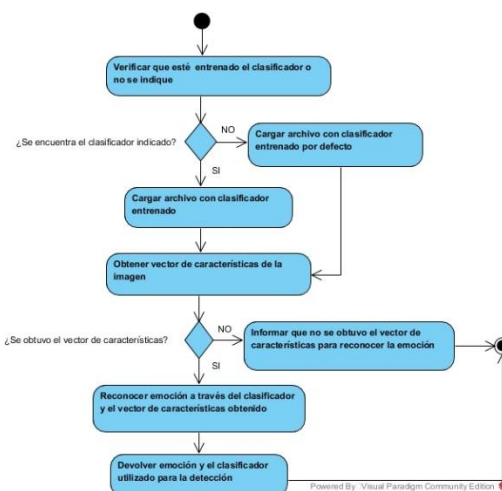 Verificar que esté entrenado el clasificador o
no se indique
¿Se encuentra el clasificador indicado?
NO
Cargar archivo con clasificador
entrenado por defecto
SI
Cargar archivo con clasificador
entrenado
Obtener vector de características de la
imagen
¿Se obtuvo el vector de características?
NO
Informar que no se obtuvo el vector de
características para reconocer la emoción
SI
Reconocer emoción a través del clasificador
y el vector de características obtenido
Devolver emoción y el clasificador
utilizado para la detección
Powered By Visual Paradigm Community Edition